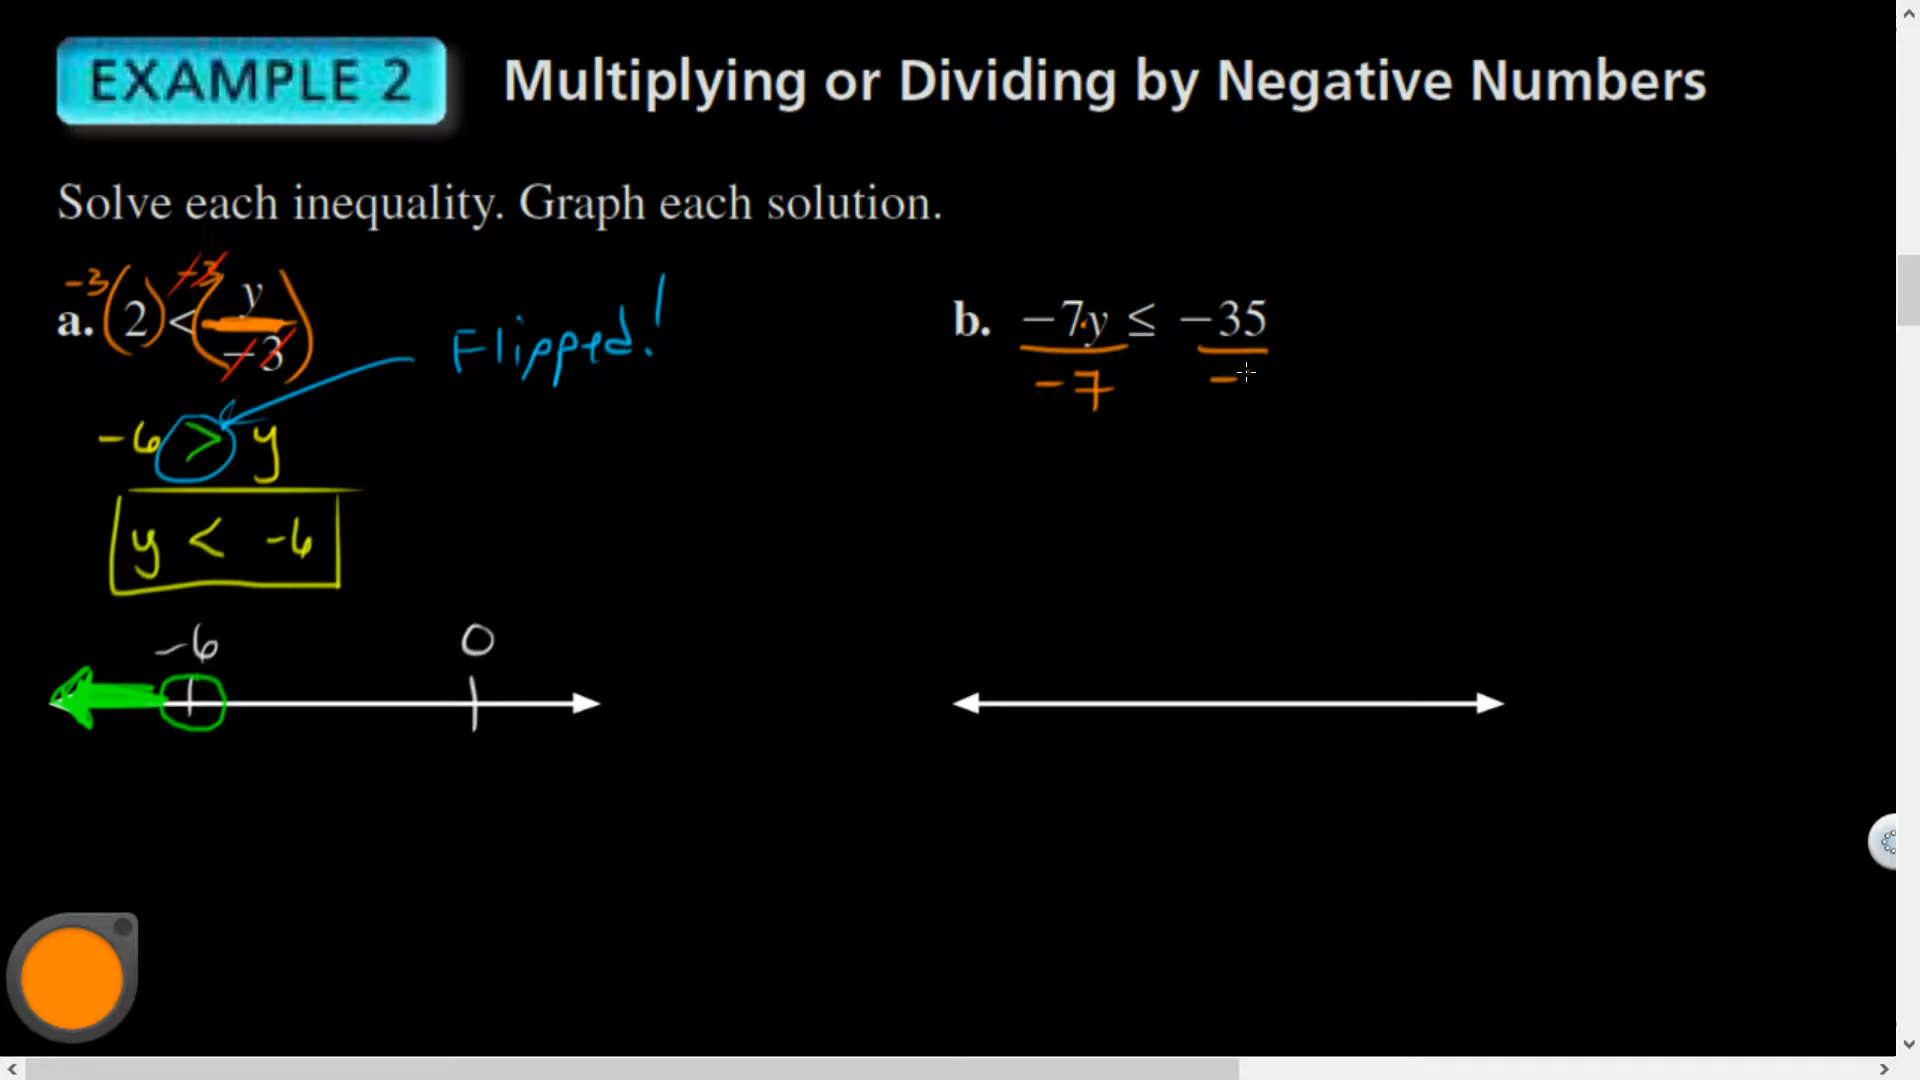 EXAMPLE 2 Multiplying or Dividing by Negative Numbers
Solve each inequality. Graph each solution.
a. -3(2) < -3(y/-3)
Flipped!
-6 > y
y < -6
-6 0
b. -7·y ≤ -35
-7 -